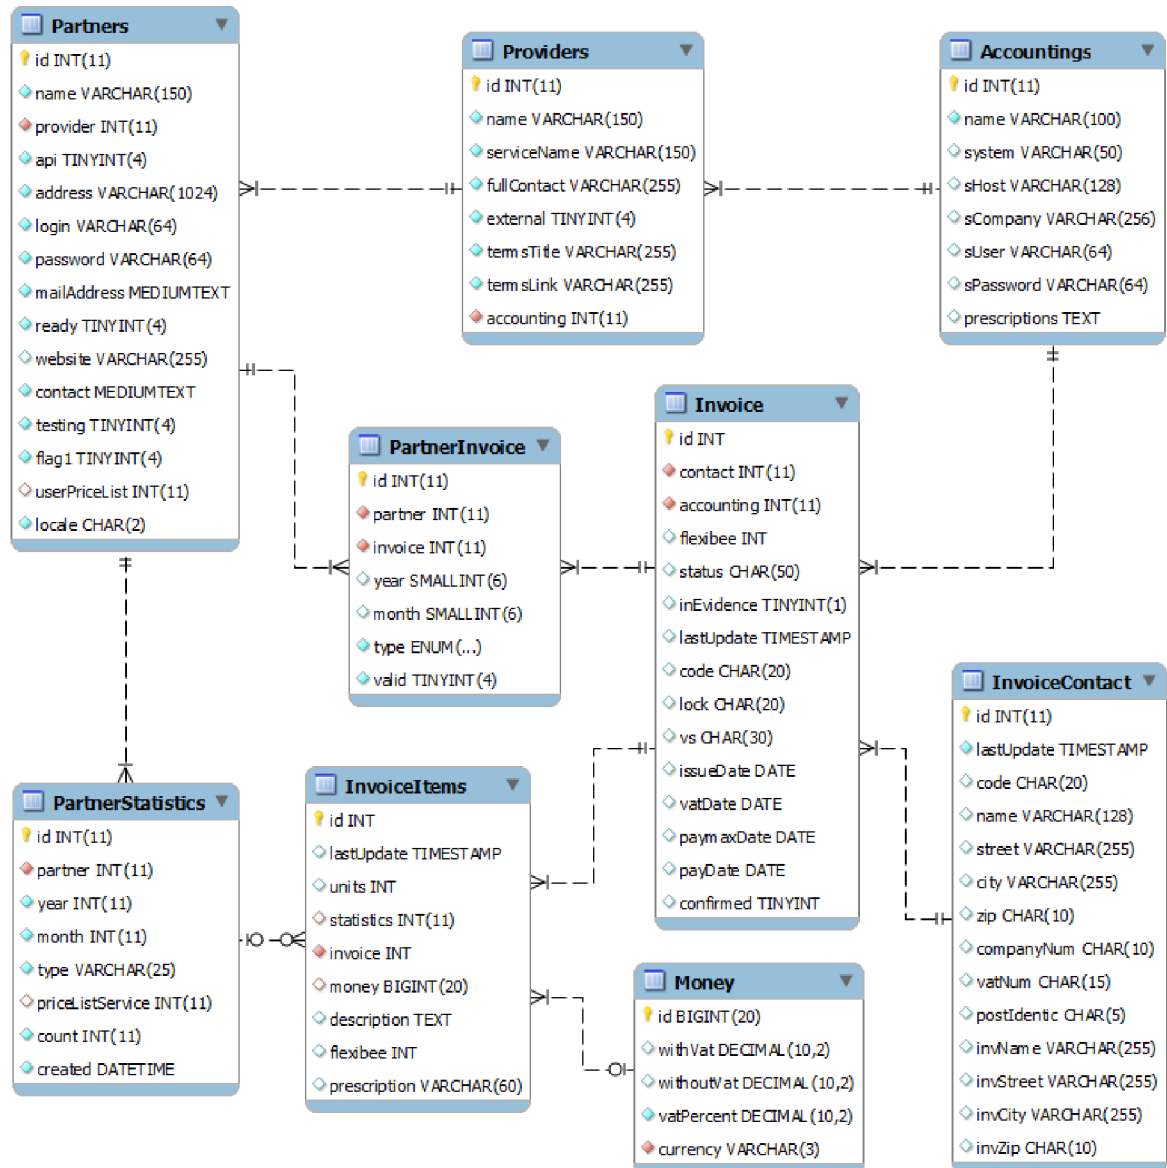 Partners
id INT(11)
name VARCHAR(150)
provider INT(11)
api TINYINT(4)
address VARCHAR(1024)
login VARCHAR(64)
password VARCHAR(64)
mailAddress MEDIUMTEXT
ready TINYINT(4)
website VARCHAR(255)
contact MEDIUMTEXT
testing TINYINT(4)
flag1 TINYINT(4)
userPriceList INT(11)
locale CHAR(2)
Providers
id INT(11)
name VARCHAR(150)
serviceName VARCHAR(150)
fullContact VARCHAR(255)
external TINYINT(4)
termsTitle VARCHAR(255)
termsLink VARCHAR(255)
accounting INT(11)
Accountings
id INT(11)
name VARCHAR(100)
system VARCHAR(50)
sHost VARCHAR(128)
sCompany VARCHAR(256)
sUser VARCHAR(64)
sPassword VARCHAR(64)
prescriptions TEXT
PartnerInvoice
id INT(11)
partner INT(11)
invoice INT(11)
year SMALLINT(6)
month SMALLINT(6)
type ENUM(...)
valid TINYINT(4)
Invoice
id INT
contact INT(11)
accounting INT(11)
flexibee INT
status CHAR(50)
inEvidence TINYINT(1)
lastUpdate TIMESTAMP
code CHAR(20)
lock CHAR(20)
vs CHAR(30)
issueDate DATE
vatDate DATE
paymaxDate DATE
payDate DATE
confirmed TINYINT
InvoiceContact
id INT(11)
lastUpdate TIMESTAMP
code CHAR(20)
name VARCHAR(128)
street VARCHAR(255)
city VARCHAR(255)
zip CHAR(10)
companyNum CHAR(10)
vatNum CHAR(15)
postIdentic CHAR(5)
invName VARCHAR(255)
invStreet VARCHAR(255)
invCity VARCHAR(255)
invZip CHAR(10)
PartnerStatistics
id INT(11)
partner INT(11)
year INT(11)
month INT(11)
type VARCHAR(25)
priceListService INT(11)
count INT(11)
created DATETIME
InvoiceItems
id INT
lastUpdate TIMESTAMP
units INT
statistics INT(11)
invoice INT
money BIGINT(20)
description TEXT
flexibee INT
prescription VARCHAR(60)
Money
id BIGINT(20)
withVat DECIMAL(10,2)
withoutVat DECIMAL(10,2)
vatPercent DECIMAL(10,2)
currency VARCHAR(3)